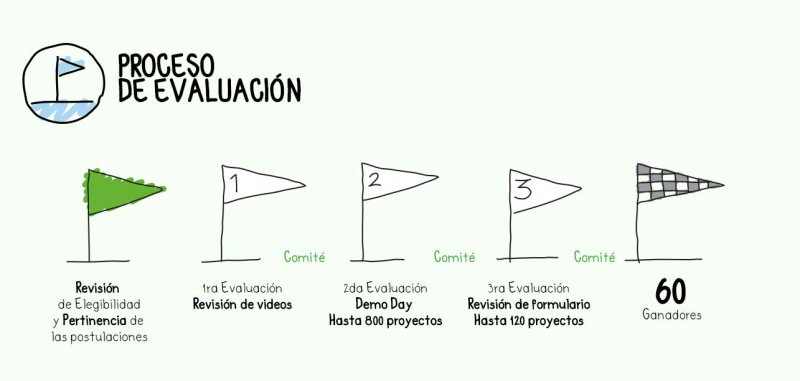 PROCESO
DE EVALUACIÓN
1
2
3
Comité
Comité
Comité
Revisión
de Elegibilidad
y Pertinencia de
las postulaciones
1ra Evaluación
Revisión de videos
2da Evaluación
Demo Day
Hasta 800 proyectos
3ra Evaluación
Revisión de formulario
Hasta 120 proyectos
60
Ganadores